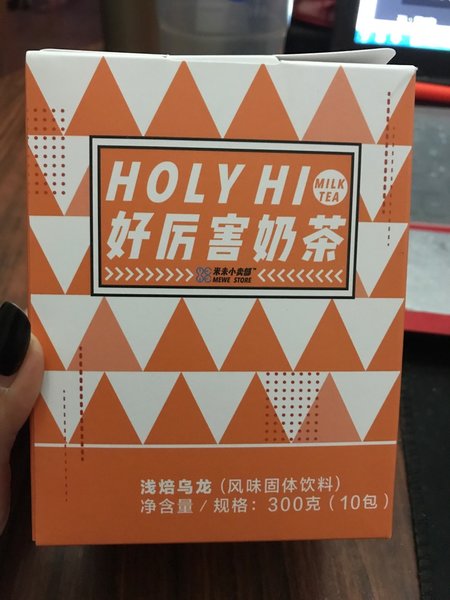 HOLY HI
MILK
TEA
好厉害奶茶
米未小卖部™
MEWE STORE
浅焙乌龙（风味固体饮料）
净含量 / 规格：300克（10包）